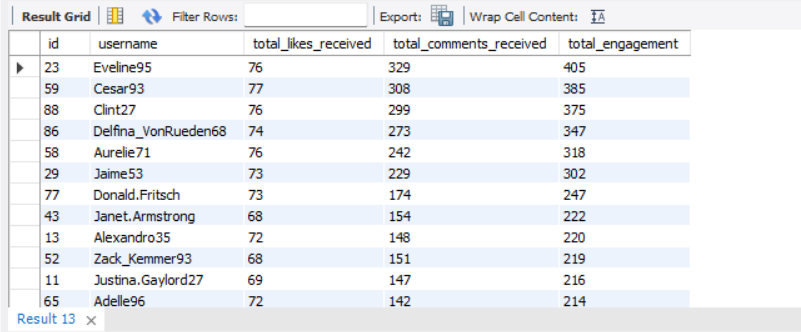 Result Grid Filter Rows: Export: Wrap Cell Content: IA
id username total_likes_received total_comments_received total_engagement
23 Eveline95 76 329 405
59 Cesar93 77 308 385
88 Clint27 76 299 375
86 Delfina_VonRueden68 74 273 347
58 Aurelie71 76 242 318
29 Jaime53 73 229 302
77 Donald.Fritsch 73 174 247
43 Janet.Armstrong 68 154 222
13 Alexandro35 72 148 220
52 Zack_Kemmer93 68 151 219
11 Justina.Gaylord27 69 147 216
65 Adelle96 72 142 214
Result 13 ×